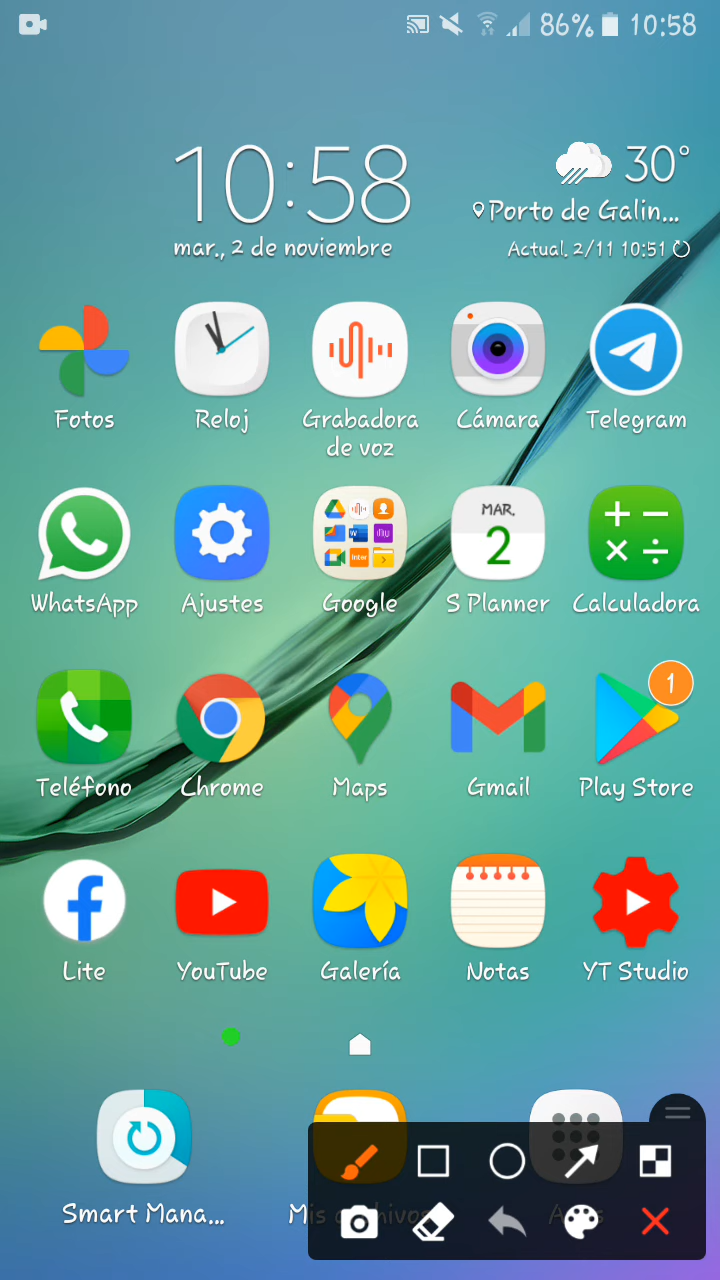 86% 10:58
10:58
mar., 2 de noviembre
30°
Porto de Galin...
Actual. 2/11 10:51
Fotos
Reloj
Grabadora de voz
Cámara
Telegram
MAR.
2
WhatsApp
Ajustes
Google
S Planner
Calculadora
1
Teléfono
Chrome
Maps
Gmail
Play Store
Lite
YouTube
Galería
Notas
YT Studio
Smart Mana...
Mis archivos